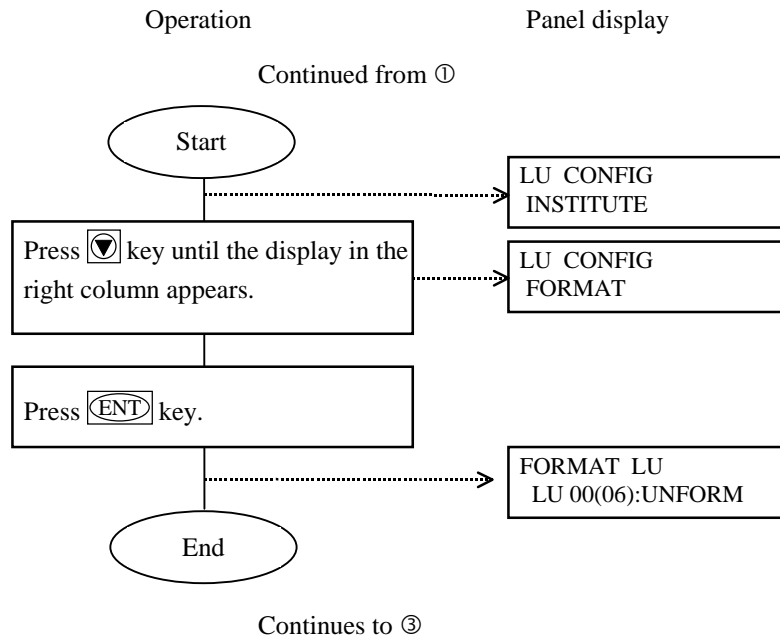 Operation
Panel display
Continued from ①
Start
LU CONFIG
INSTITUTE
Press ▼ key until the display in the
right column appears.
LU CONFIG
FORMAT
Press ENT key.
FORMAT LU
LU 00(06):UNFORM
End
Continues to ③